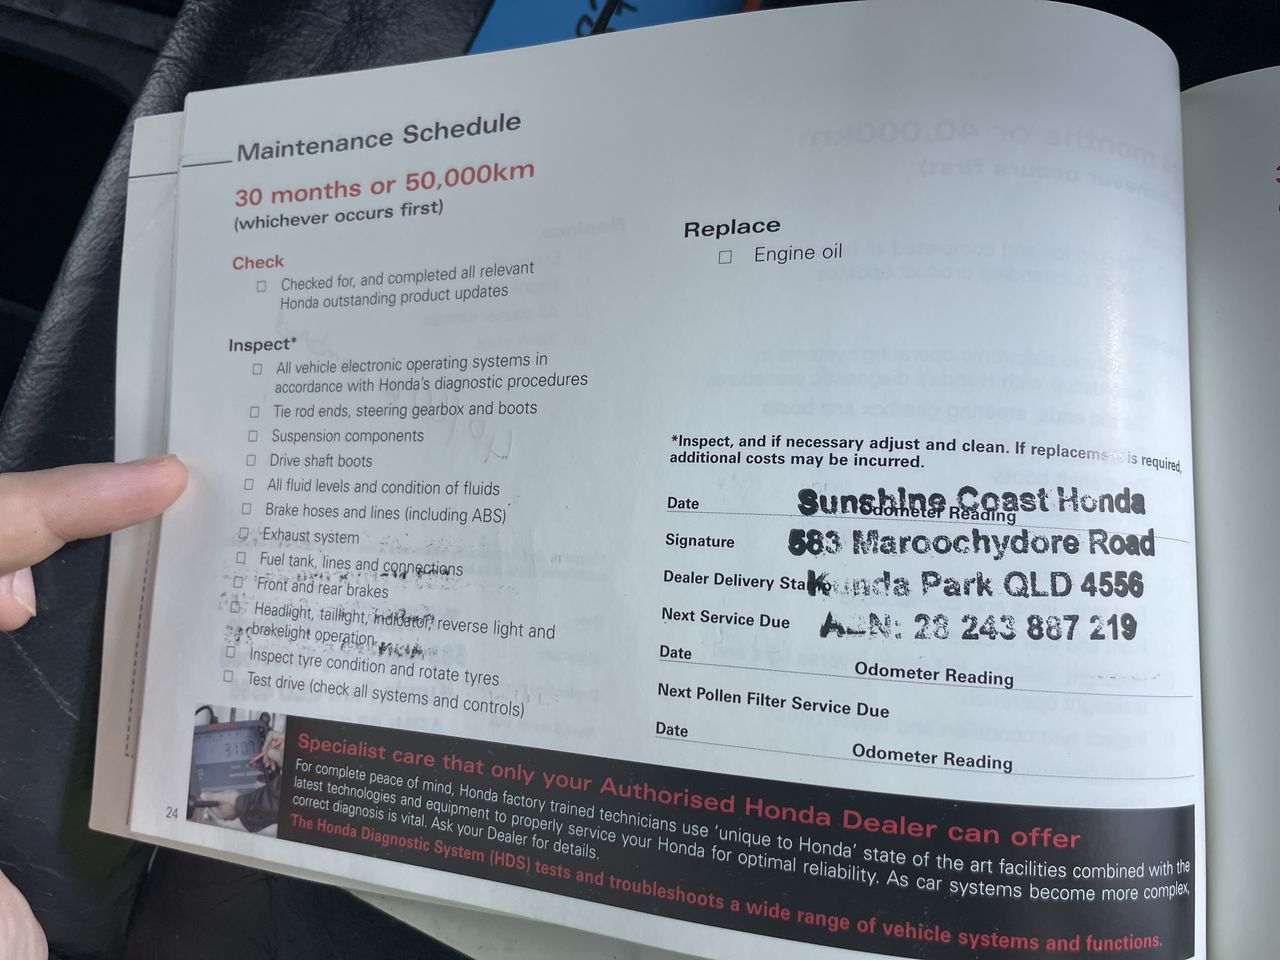 Maintenance Schedule
30 months or 50,000km
(whichever occurs first)
Check
☐ Checked for, and completed all relevant
Honda outstanding product updates
Inspect*
☐ All vehicle electronic operating systems in
accordance with Honda's diagnostic procedures
☐ Tie rod ends, steering gearbox and boots
☐ Suspension components
☐ Drive shaft boots
☐ All fluid levels and condition of fluids
☐ Brake hoses and lines (including ABS)
☐ Exhaust system
☐ Fuel tank, lines and connections
☐ Front and rear brakes
☐ Headlight, taillight, indicator, reverse light and
brakelight operation
☐ Inspect tyre condition and rotate tyres
☐ Test drive (check all systems and controls)
Replace
☐ Engine oil
*Inspect, and if necessary adjust and clean. If replacement is required,
additional costs may be incurred.
Date Odometer Reading
Sunshine Coast Honda
Signature
583 Maroochydore Road
Dealer Delivery
Kunda Park QLD 4556
Next Service Due
ABN: 28 243 887 219
Date Odometer Reading
Next Pollen Filter Service Due
Date Odometer Reading
Specialist care that only your Authorised Honda Dealer can offer
For complete peace of mind, Honda factory trained technicians use 'unique to Honda' state of the art facilities combined with the
latest technologies and equipment to properly service your Honda for optimal reliability. As car systems become more complex,
correct diagnosis is vital. Ask your Dealer for details.
The Honda Diagnostic System (HDS) tests and troubleshoots a wide range of vehicle systems and functions.
24